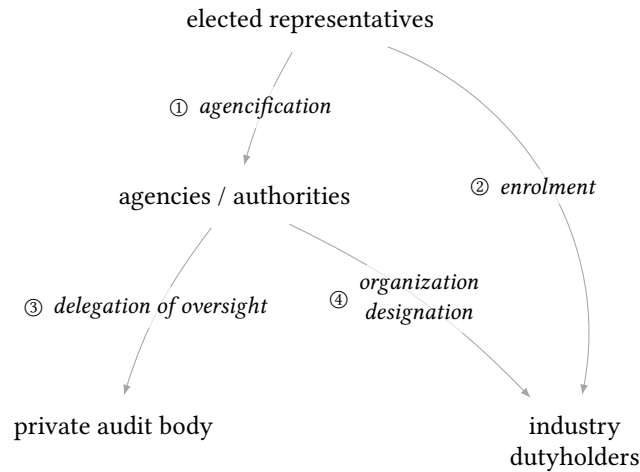 elected representatives
① agencification
agencies / authorities
② enrolment
③ delegation of oversight
④ organization
designation
private audit body
industry
dutyholders